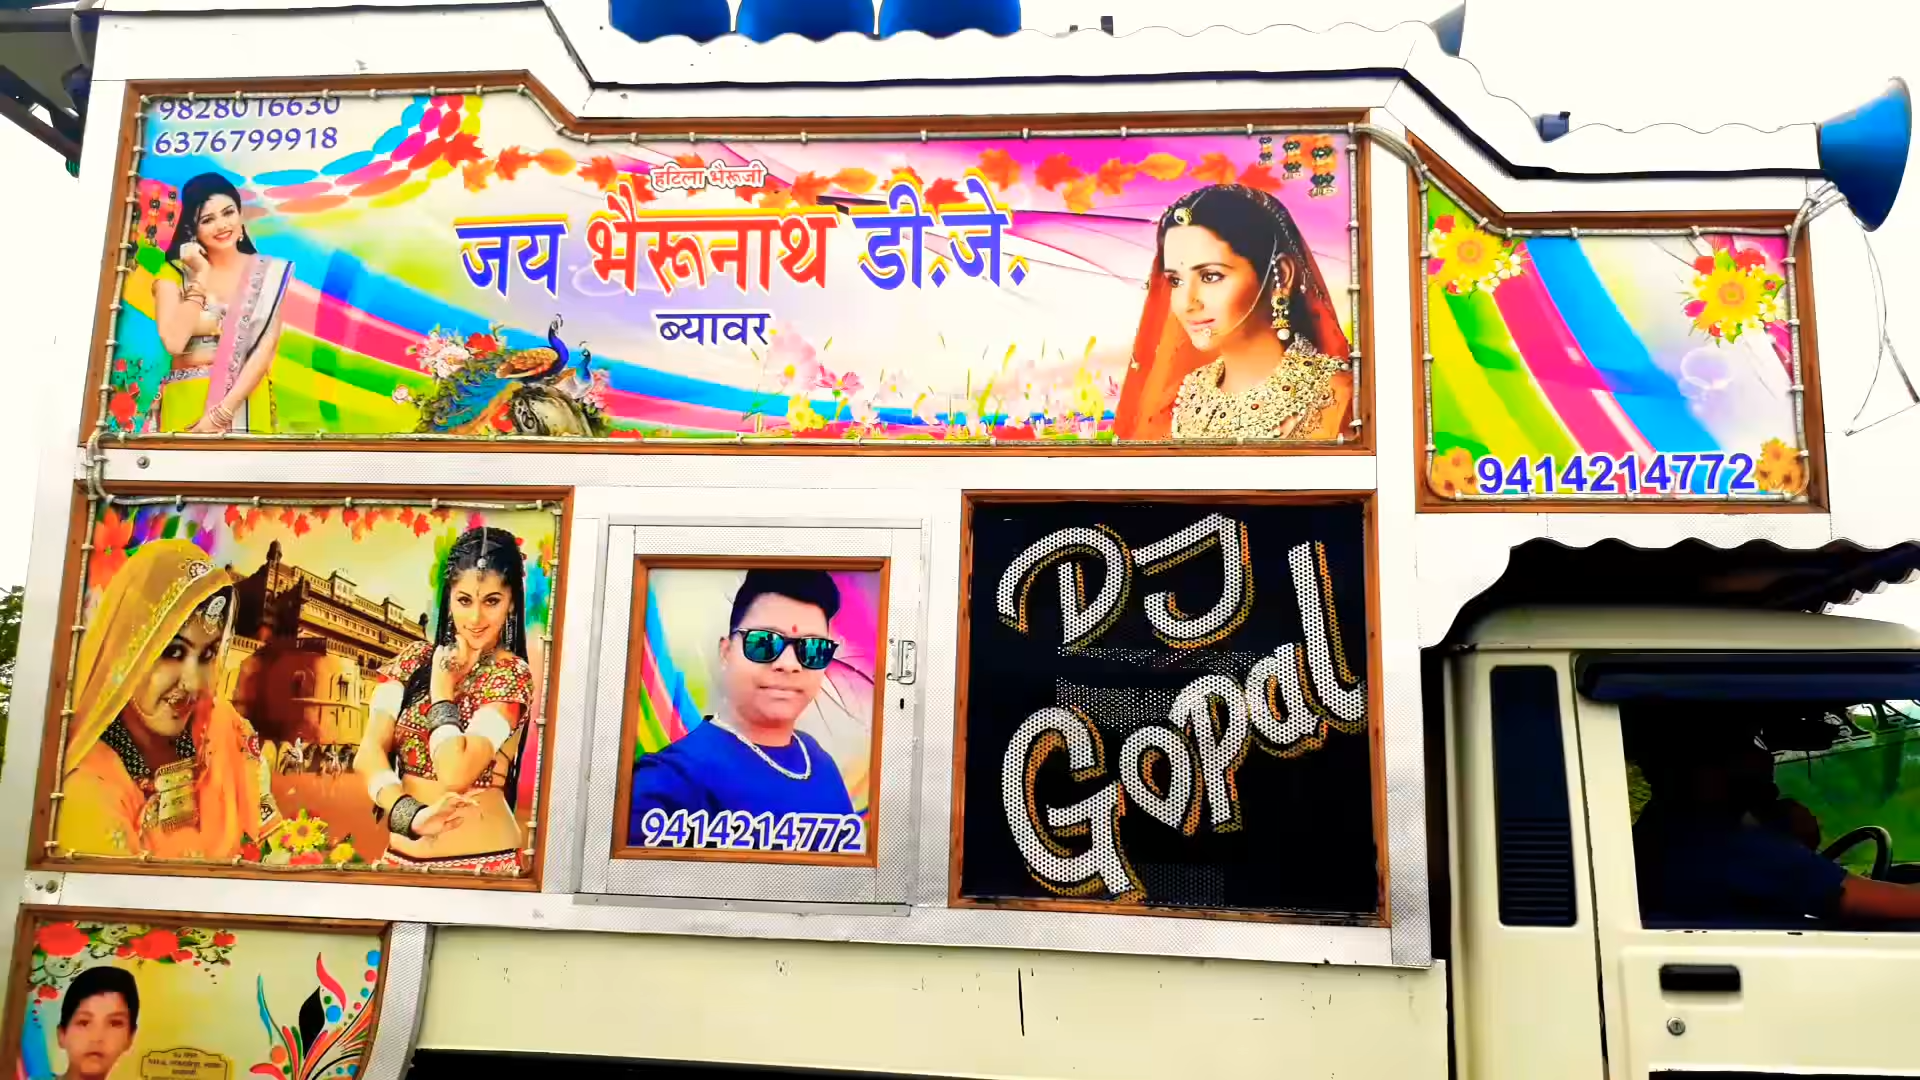 9828016630
6376799918
हटिला भैरूजी
जय भैरूनाथ डी.जे.
ब्यावर
9414214772
9414214772
DJ
Gopal